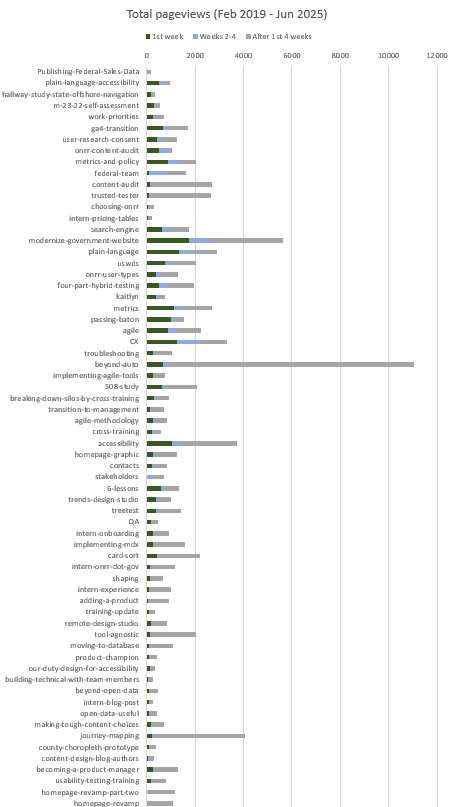 Total pageviews (Feb 2019 - Jun 2025)
1st week Weeks 2-4 After 1st 4 weeks
0 2000 4000 6000 8000 10000 12000
Publishing-Federal-Sales-Data
plain-language-accessibility
hallway-study-state-offshore-navigation
m-23-22-self-assessment
work-priorities
ga4-transition
user-research-consent
onrr-content-audit
metrics-and-policy
federal-team
content-audit
trusted-tester
choosing-onrr
intern-pricing-tables
search-engine
modernize-government-website
plain-language
uswds
onrr-user-types
four-part-hybrid-testing
kaitlyn
metrics
passing-baton
agile
CX
troubleshooting
beyond-auto
implementing-agile-tools
508-study
breaking-down-silos-by-cross-training
transition-to-management
agile-methodology
cross-training
accessibility
homepage-graphic
contacts
stakeholders
6-lessons
trends-design-studio
treetest
QA
intern-onboarding
implementing-mdx
card-sort
intern-onrr-dot-gov
shaping
intern-experience
adding-a-product
training-update
remote-design-studio
tool-agnostic
moving-to-database
product-champion
our-duty-design-for-accessibility
building-technical-with-team-members
beyond-open-data
intern-blog-post
open-data-useful
making-tough-content-choices
journey-mapping
county-choropleth-prototype
content-design-blog-authors
becoming-a-product-manager
usability-testing-training
homepage-revamp-part-two
homepage-revamp